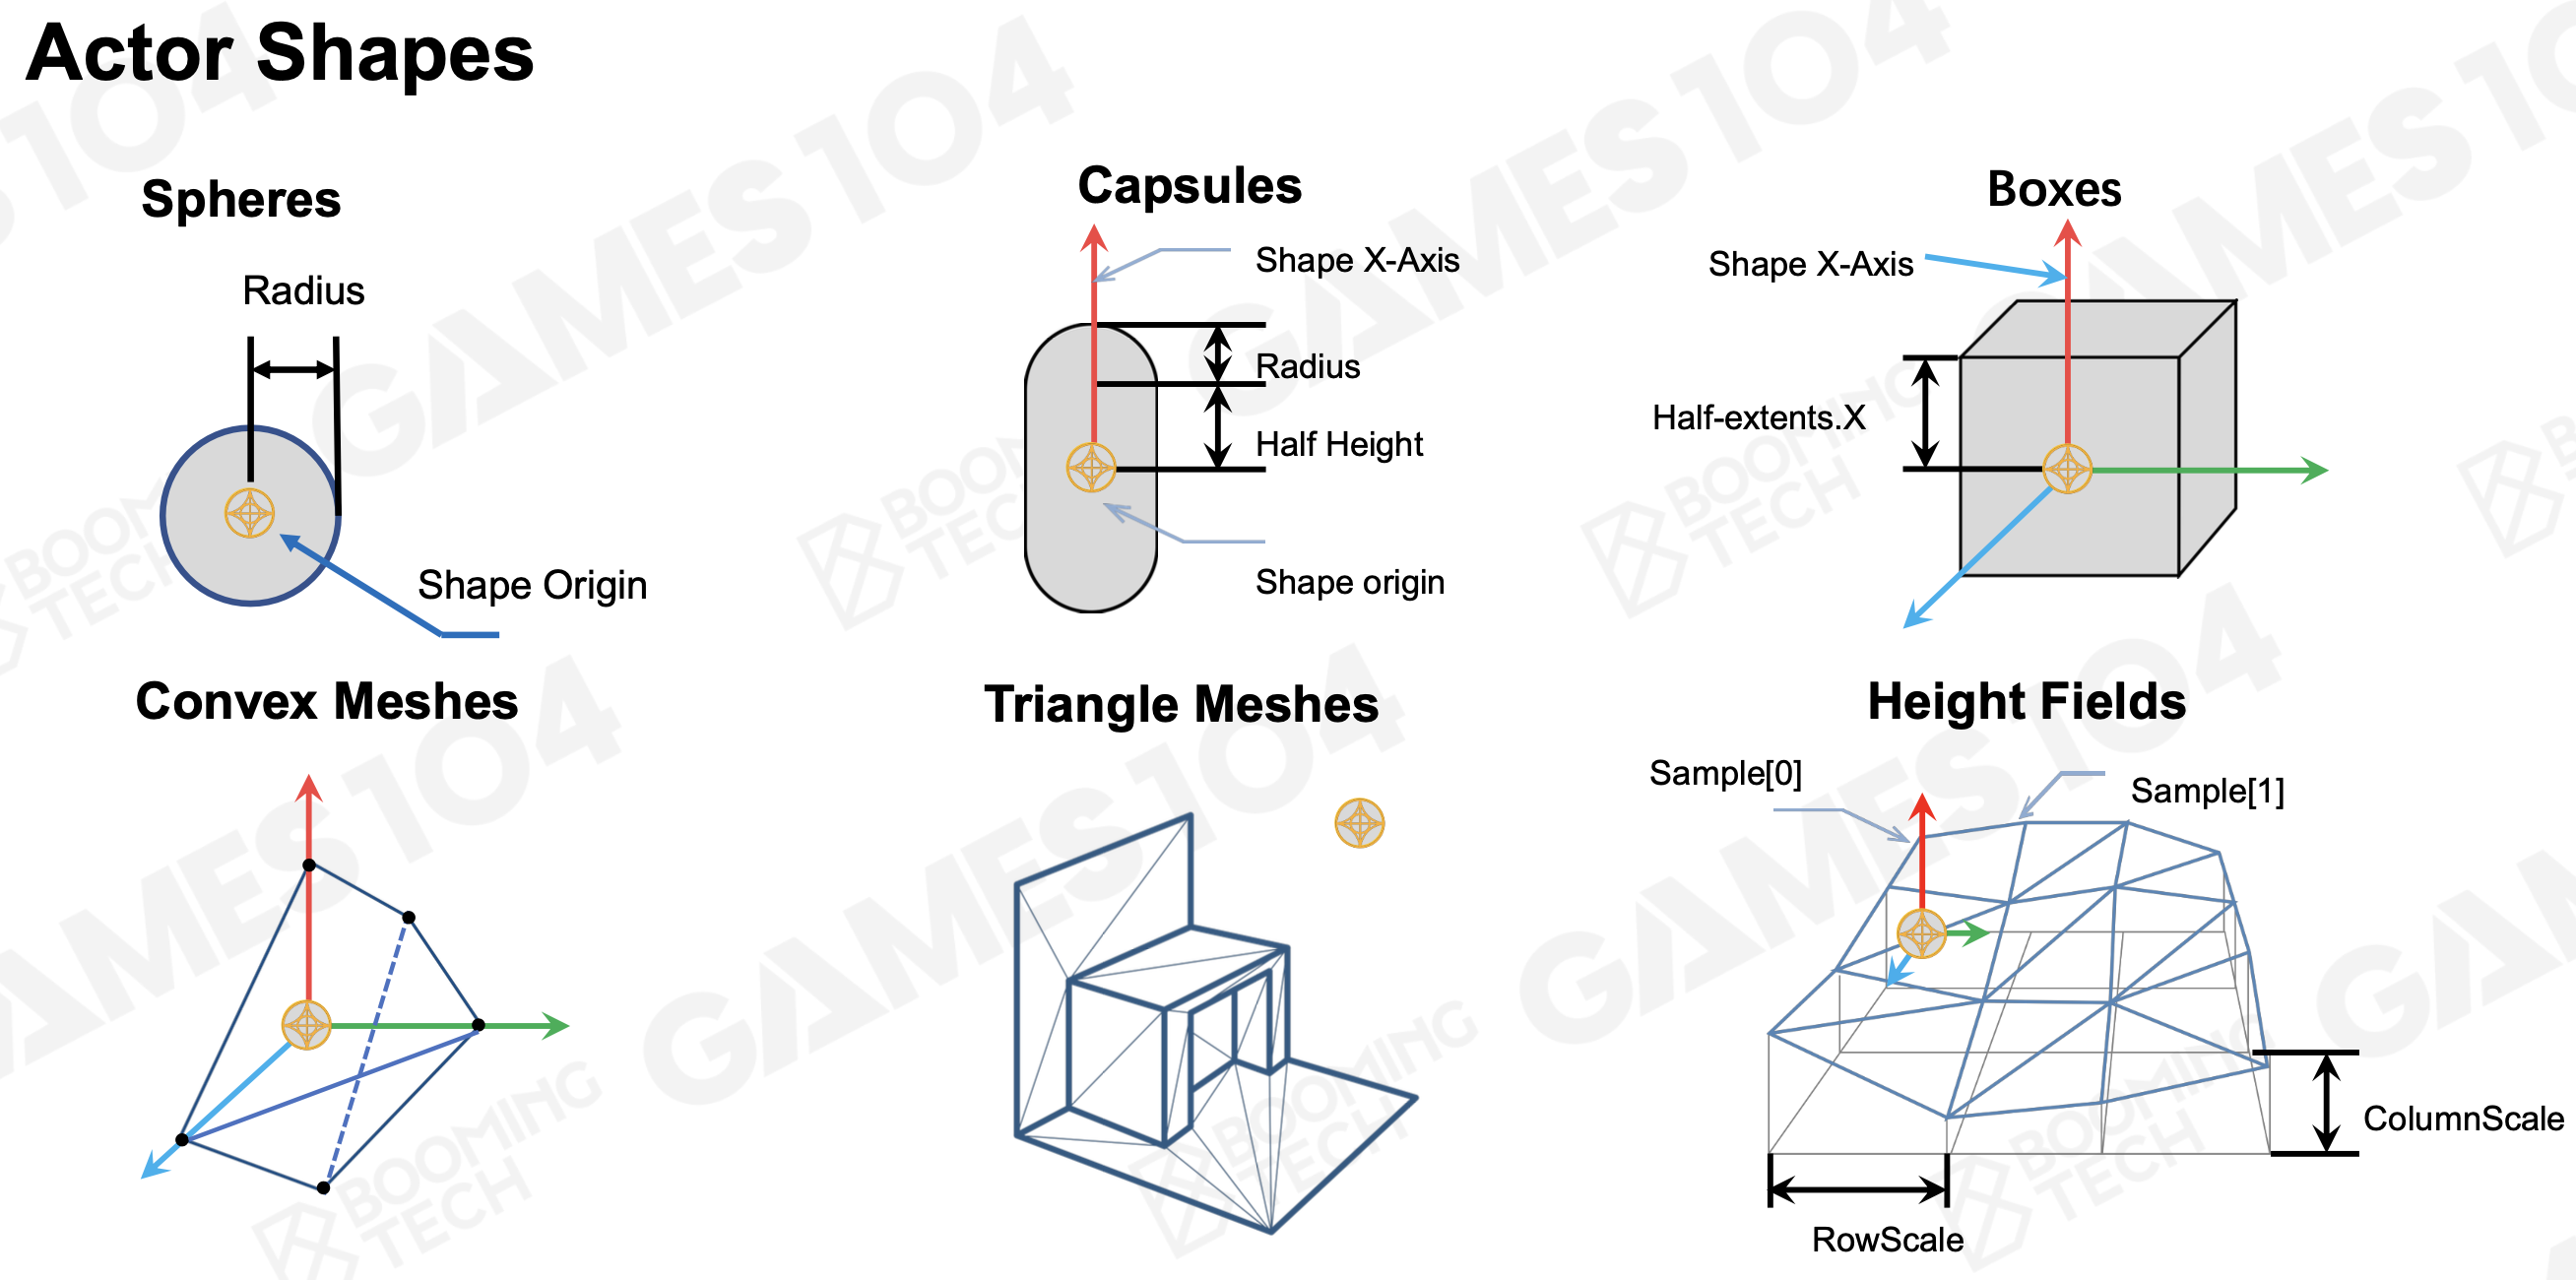 Actor Shapes
Spheres
Radius
Shape Origin
Capsules
Shape X-Axis
Radius
Half Height
Shape origin
Boxes
Shape X-Axis
Half-extents.X
Convex Meshes
Triangle Meshes
Height Fields
Sample[0]
Sample[1]
ColumnScale
RowScale
GAMES104
BOOMING
TECH